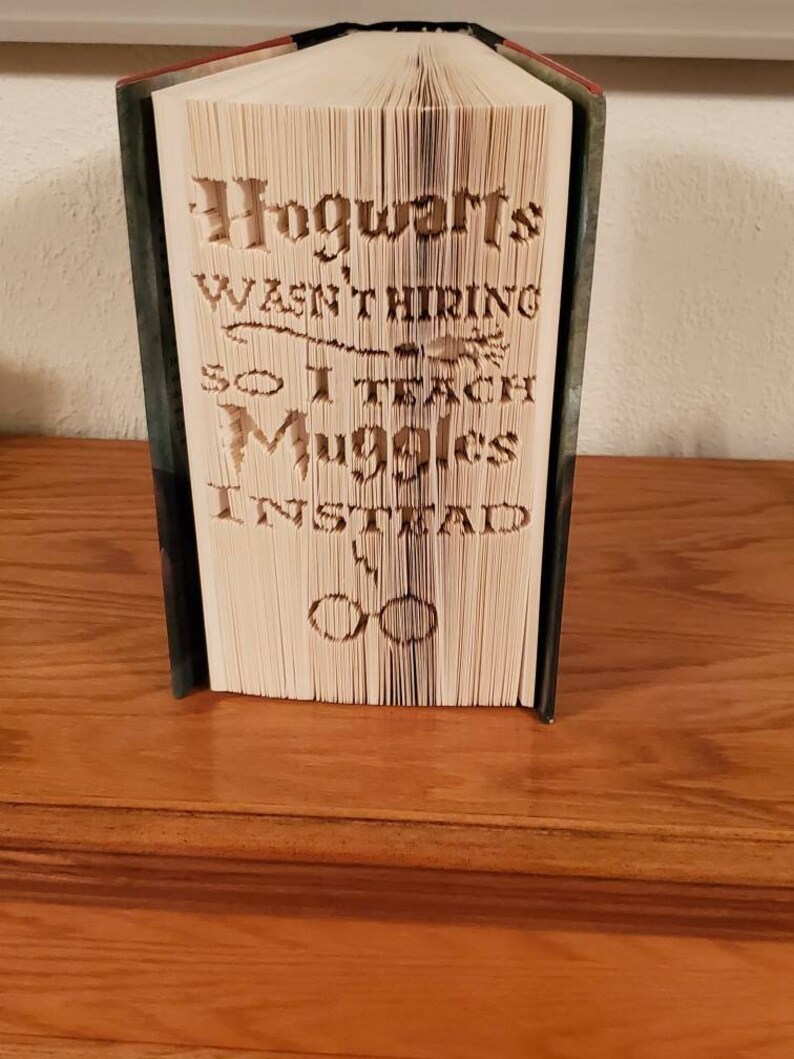 Hogwarts
WASN'T HIRING
SO I TEACH
Muggles
INSTEAD